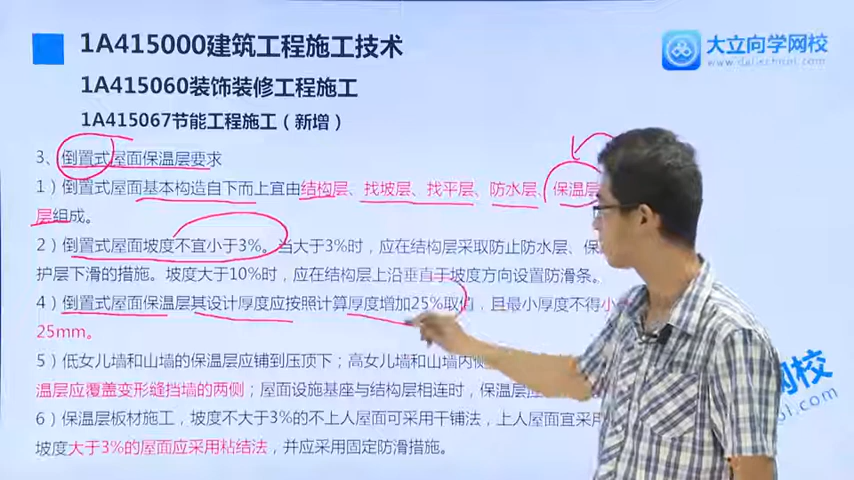 1A415000建筑工程施工技术
大立向学网校
1A415060装饰装修工程施工
1A415067节能工程施工（新增）
3、倒置式屋面保温层要求
1）倒置式屋面基本构造自下而上宜由结构层、找坡层、找平层、防水层、保温层
层组成。
2）倒置式屋面坡度不宜小于3%。当大于3%时，应在结构层采取防止防水层、保
护层下滑的措施。坡度大于10%时，应在结构层上沿垂直于坡度方向设置防滑条。
4）倒置式屋面保温层其设计厚度应按照计算厚度增加25%取值，且最小厚度不得小
25mm。
5）低女儿墙和山墙的保温层应铺到压顶下；高女儿墙和山墙内
温层应覆盖变形缝挡墙的两侧；屋面设施基座与结构层相连时，保温层应
网校
6）保温层板材施工，坡度不大于3%的不上人屋面可采用干铺法，上人屋面宜采
坡度大于3%的屋面应采用粘结法，并应采用固定防滑措施。